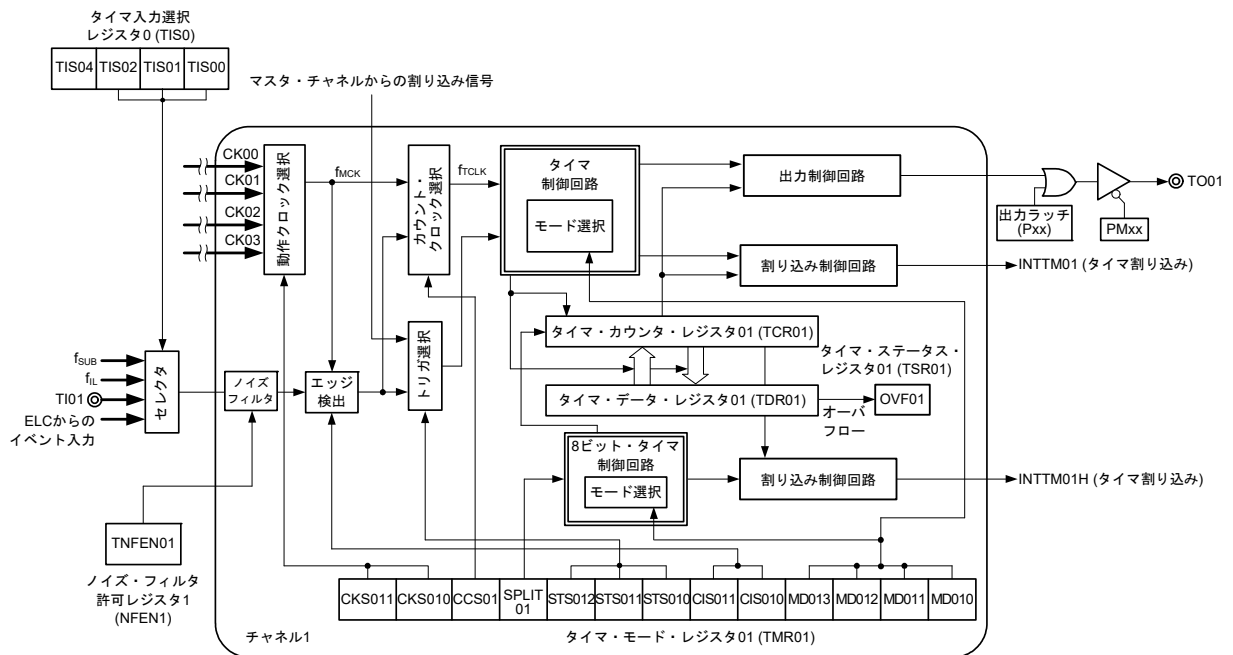 タイマ入力選択
レジスタ0 (TIS0)
TIS04 TIS02 TIS01 TIS00
マスタ・チャネルからの割り込み信号
CK00
CK01
CK02
CK03
動作クロック選択
fMCK
カウント・
クロック選択
fTCLK
タイマ
制御回路
モード選択
出力制御回路
出力ラッチ
(Pxx)
PMxx
TO01
割り込み制御回路
INTTM01 (タイマ割り込み)
トリガ選択
タイマ・カウンタ・レジスタ01 (TCR01)
タイマ・ステータス・
レジスタ01 (TSR01)
fSUB
fIL
TI01
ELCからの
イベント入力
セレクタ
ノイズ
フィルタ
エッジ
検出
タイマ・データ・レジスタ01 (TDR01)
オーバ
フロー
OVF01
8ビット・タイマ
制御回路
モード選択
割り込み制御回路
INTTM01H (タイマ割り込み)
TNFEN01
ノイズ・フィルタ
許可レジスタ1
(NFEN1)
CKS011 CKS010 CCS01 SPLIT
01 STS012 STS011 STS010 CIS011 CIS010 MD013 MD012 MD011 MD010
チャネル1
タイマ・モード・レジスタ01 (TMR01)